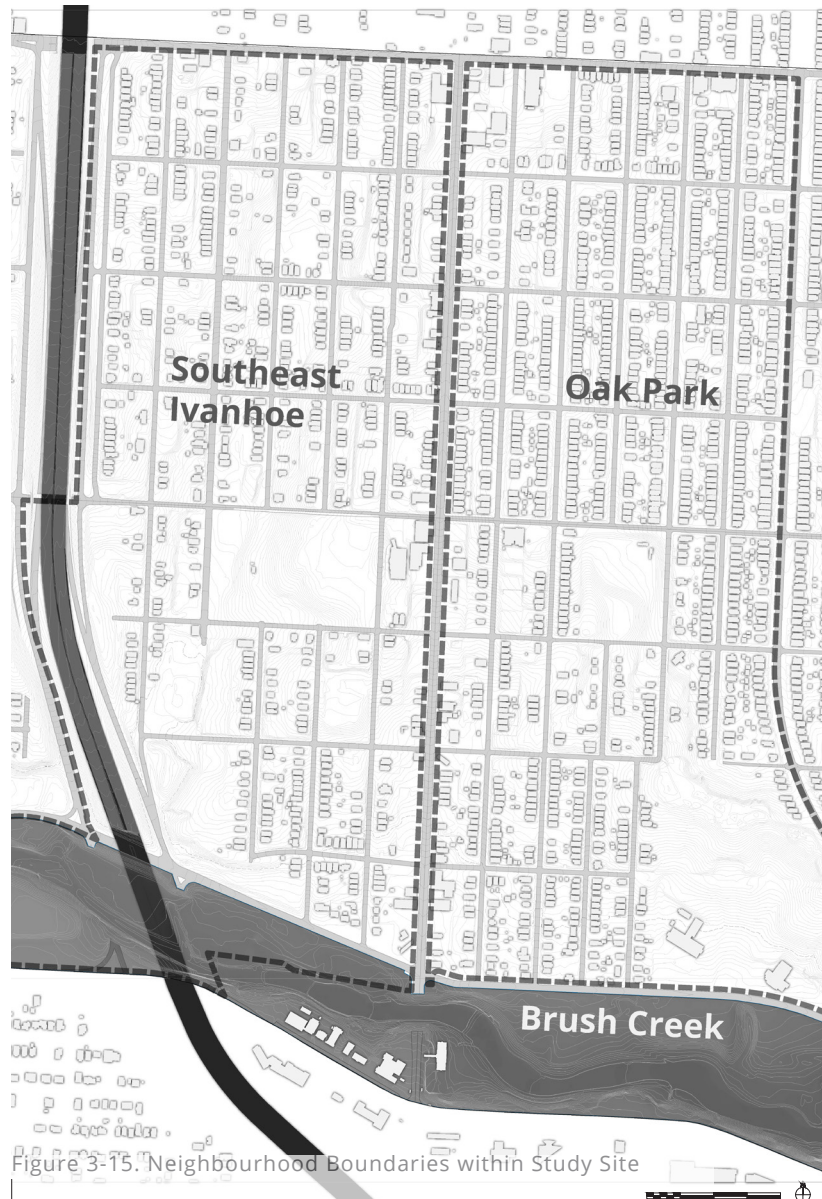 Southeast
Ivanhoe
Oak Park
Brush Creek
Figure 3-15. Neighbourhood Boundaries within Study Site